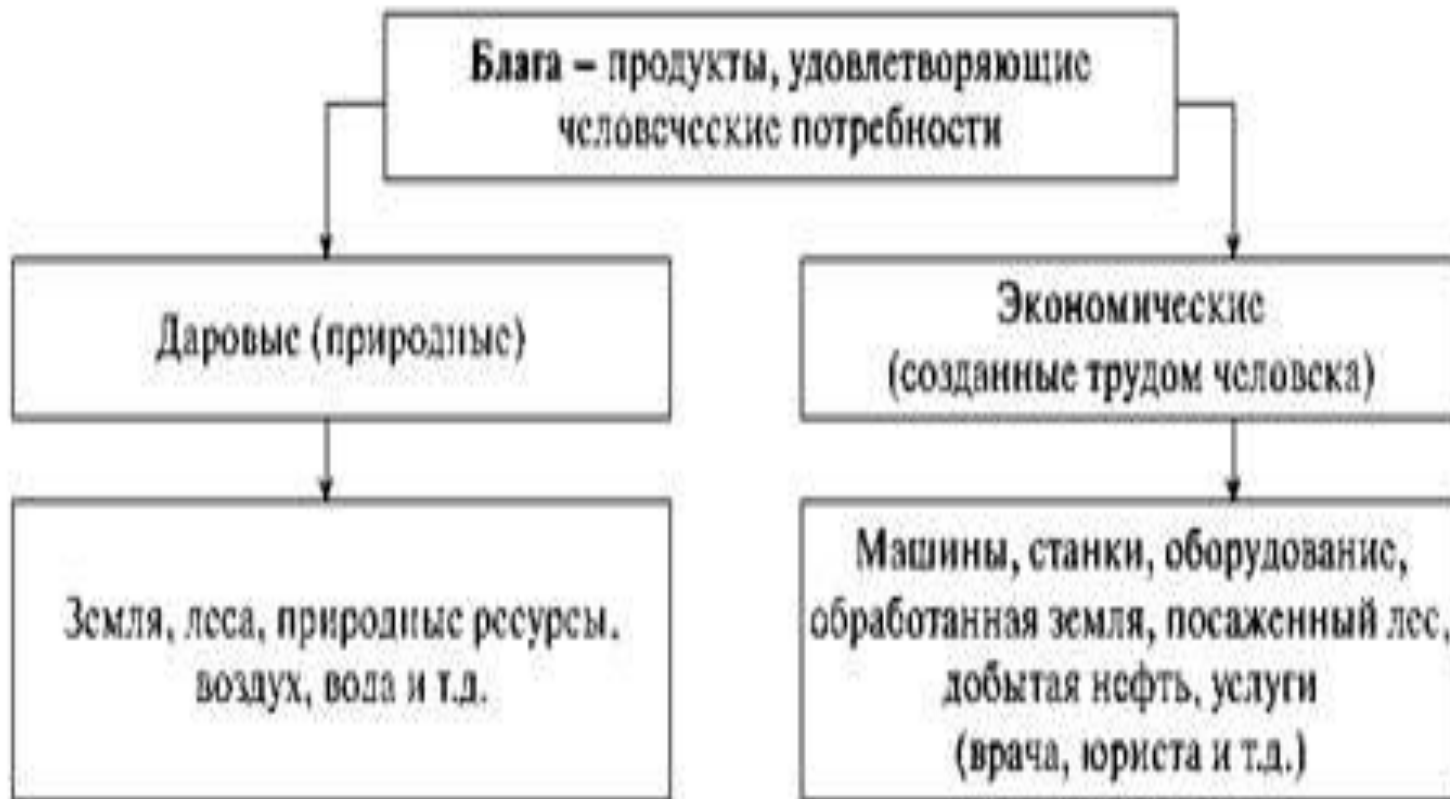 Блага – продукты, удовлетворяющие
человеческие потребности
Даровые (природные)
Экономические
(созданные трудом человека)
Земля, леса, природные ресурсы,
воздух, вода и т.д.
Машины, станки, оборудование,
обработанная земля, посаженный лес,
добытая нефть, услуги
(врача, юриста и т.д.)